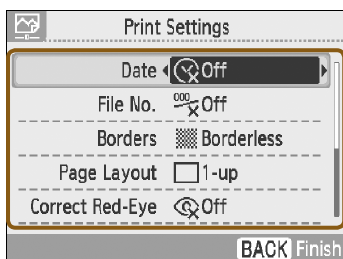 Print Settings
Date Off
File No. Off
Borders Borderless
Page Layout 1-up
Correct Red-Eye Off
BACK Finish